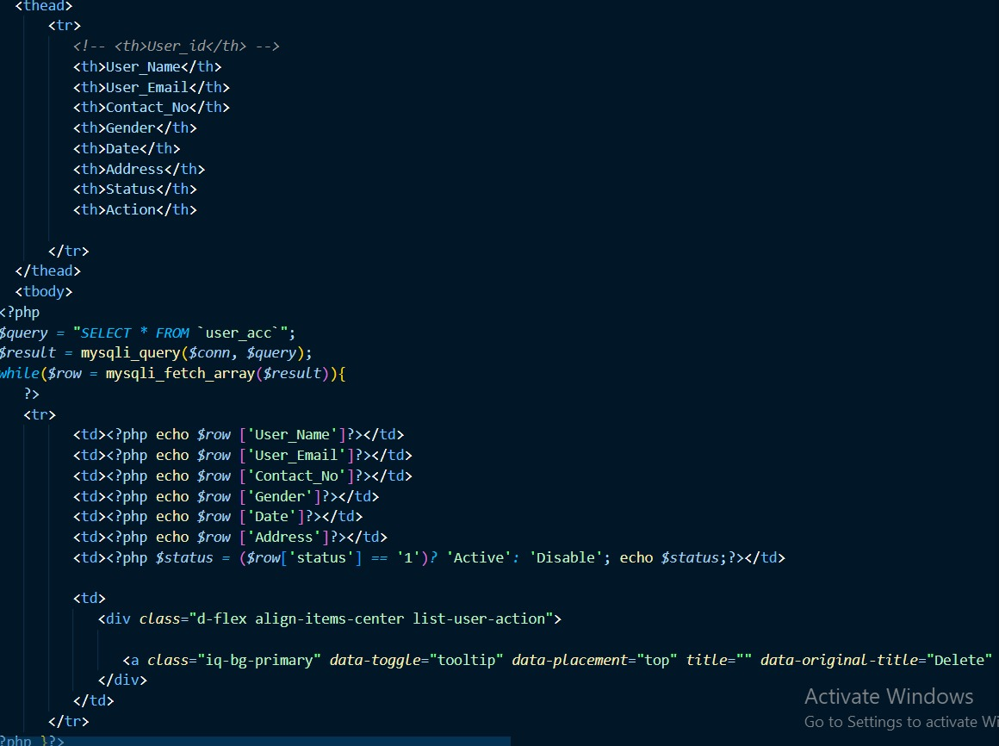 <thead>
<tr>
<!-- <th>User_id</th> -->
<th>User_Name</th>
<th>User_Email</th>
<th>Contact_No</th>
<th>Gender</th>
<th>Date</th>
<th>Address</th>
<th>Status</th>
<th>Action</th>
</tr>
</thead>
<tbody>
<?php
$query = "SELECT * FROM `user_acc`";
$result = mysqli_query($conn, $query);
while($row = mysqli_fetch_array($result)){
?>
<tr>
<td><?php echo $row ['User_Name']?></td>
<td><?php echo $row ['User_Email']?></td>
<td><?php echo $row ['Contact_No']?></td>
<td><?php echo $row ['Gender']?></td>
<td><?php echo $row ['Date']?></td>
<td><?php echo $row ['Address']?></td>
<td><?php $status = ($row['status'] == '1')? 'Active': 'Disable'; echo $status;?></td>
<td>
<div class="d-flex align-items-center list-user-action">
<a class="iq-bg-primary" data-toggle="tooltip" data-placement="top" title="" data-original-title="Delete"
</div>
</td>
</tr>
?php }?>
Activate Windows
Go to Settings to activate Wi